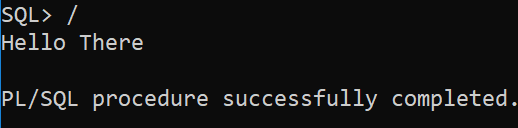 SQL> /
Hello There
PL/SQL procedure successfully completed.